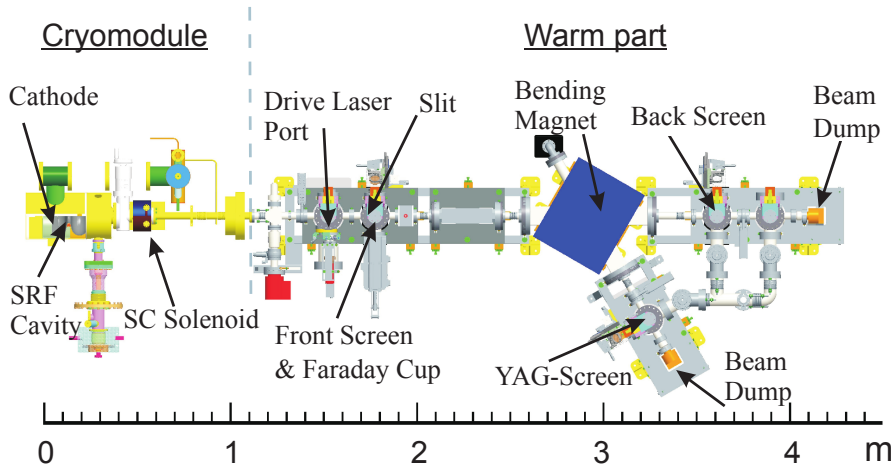 Cryomodule
Warm part
Cathode
Drive Laser
Port
Slit
Bending
Magnet
Back Screen
Beam
Dump
SRF
Cavity
SC Solenoid
Front Screen
& Faraday Cup
YAG-Screen
Beam
Dump
0 1 2 3 4 m